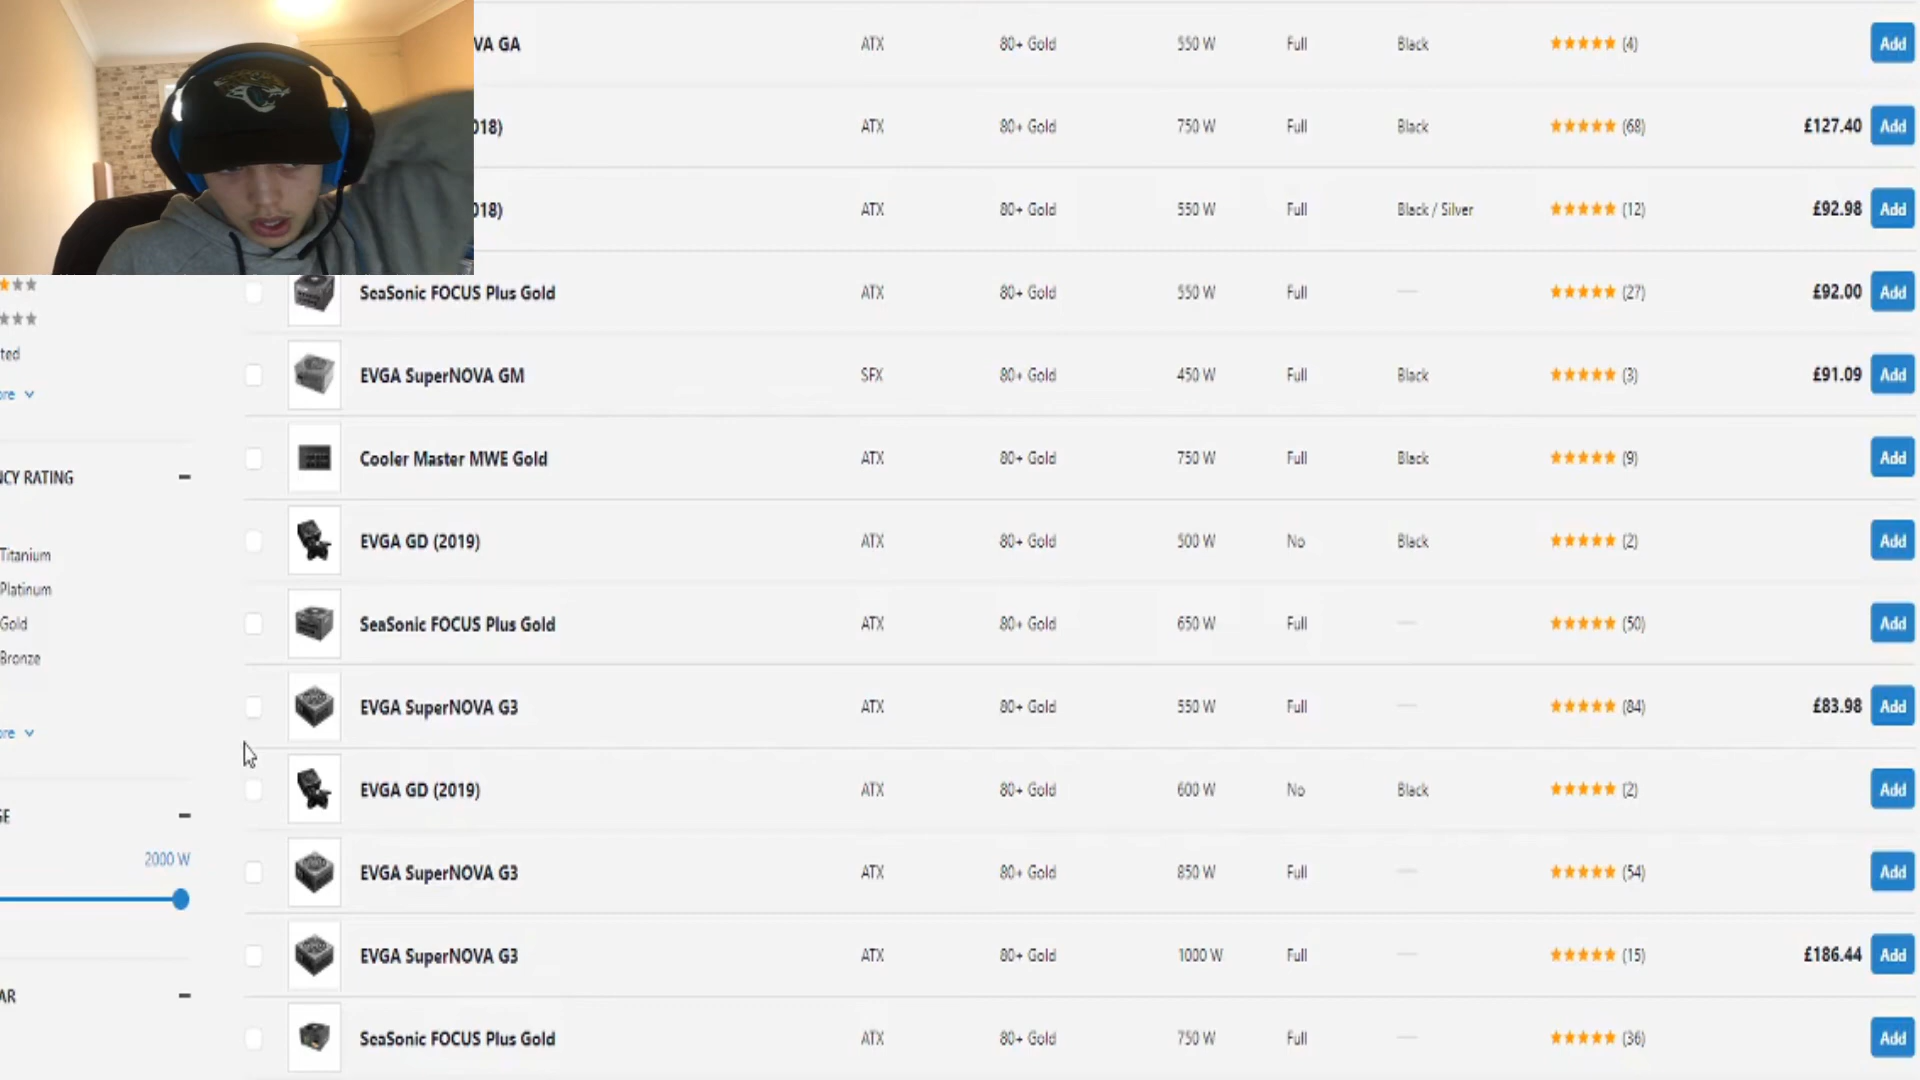 VA GA ATX 80+ Gold 550 W Full Black (4) Add
018) ATX 80+ Gold 750 W Full Black (68) £127.40 Add
018) ATX 80+ Gold 550 W Full Black / Silver (12) £92.98 Add
SeaSonic FOCUS Plus Gold ATX 80+ Gold 550 W Full — (27) £92.00 Add
ted
EVGA SuperNOVA GM SFX 80+ Gold 450 W Full Black (3) £91.09 Add
ore
Cooler Master MWE Gold ATX 80+ Gold 750 W Full Black (9) Add
NCY RATING
EVGA GD (2019) ATX 80+ Gold 500 W No Black (2) Add
Titanium
Platinum
SeaSonic FOCUS Plus Gold ATX 80+ Gold 650 W Full — (50) Add
Gold
Bronze
EVGA SuperNOVA G3 ATX 80+ Gold 550 W Full — (84) £83.98 Add
ore
EVGA GD (2019) ATX 80+ Gold 600 W No Black (2) Add
GE
2000 W
EVGA SuperNOVA G3 ATX 80+ Gold 850 W Full — (54) Add
EVGA SuperNOVA G3 ATX 80+ Gold 1000 W Full — (15) £186.44 Add
AR
SeaSonic FOCUS Plus Gold ATX 80+ Gold 750 W Full — (36) Add